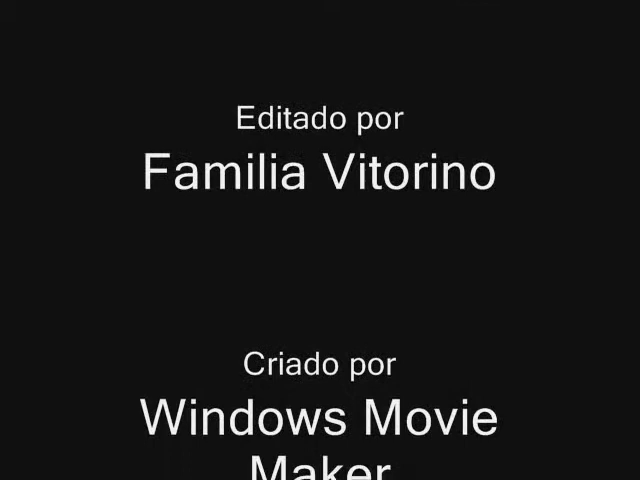 Editado por
Familia Vitorino
Criado por
Windows Movie
Maker